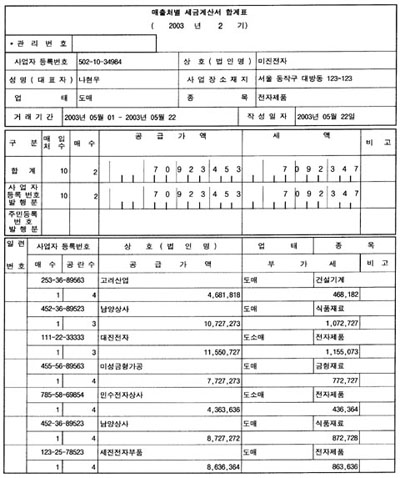 매출처별 세금계산서 합계표
( 2003 년 2 기 )
* 관 리 번 호
사업자 등록번호 502-10-34984 상 호 (법 인 명) 미진전자
성 명 ( 대 표 자 ) 나현우 사 업 장 소 재 지 서울 동작구 대방동 123-123
업 태 도매 종 목 전자제품
거 래 기 간 2003년 05월 01 - 2003년 05월 22 작 성 일 자 2003년 05월 22일
구 분 매 입 처 수 매 수 공 급 가 액 세 액 비 고
합 계 10 2 7 0 9 2 3 4 5 3 7 0 9 2 3 4 7
사 업 자 등록 번호 발 행 분 10 2 7 0 9 2 3 4 5 3 7 0 9 2 3 4 7
주민등록 번 호 발 행 분
일 련 번 호 사업자 등록번호 상 호 (법 인 명) 업 태 종 목
매 수 공 란 수 공 급 가 액 부 가 세 비 고
253-36-89563 고려산업 도매 건설기계
1 4 4,681,818 468,182
452-36-89523 남양상사 도매 식품재료
1 3 10,727,273 1,072,727
111-22-33333 대진전자 도소매 전자제품
1 3 11,550,727 1,155,073
455-56-89563 미성금형가공 도매 금형재료
1 4 7,727,273 772,727
785-58-69854 인수전자상사 도소매 전자제품
1 4 4,363,636 436,364
452-36-89523 남양상사 도매 식품재료
1 4 8,727,272 872,728
123-25-78523 세진전자부품 도매 전자제품
1 4 8,636,364 863,636